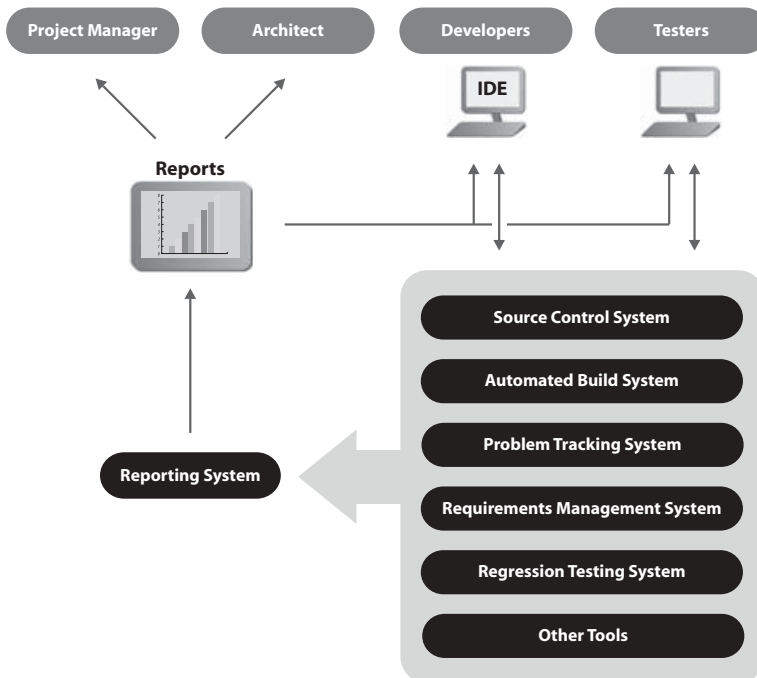 Project Manager
Architect
Developers
Testers
IDE
Reports
Source Control System
Automated Build System
Problem Tracking System
Reporting System
Requirements Management System
Regression Testing System
Other Tools